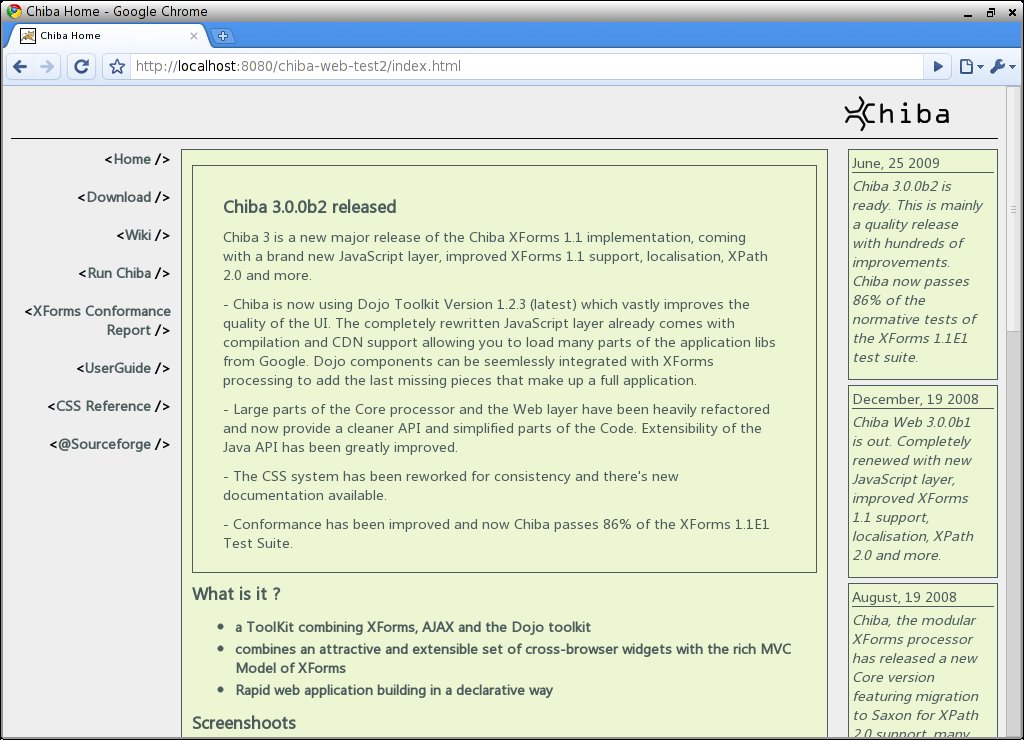 Chiba Home - Google Chrome
Chiba Home
http://localhost:8080/chiba-web-test2/index.html
Chiba
<Home />
<Download />
<Wiki />
<Run Chiba />
<XForms Conformance
Report />
<UserGuide />
<CSS Reference />
<@Sourceforge />
Chiba 3.0.0b2 released
Chiba 3 is a new major release of the Chiba XForms 1.1 implementation, coming
with a brand new JavaScript layer, improved XForms 1.1 support, localisation, XPath
2.0 and more.
- Chiba is now using Dojo Toolkit Version 1.2.3 (latest) which vastly improves the
quality of the UI. The completely rewritten JavaScript layer already comes with
compilation and CDN support allowing you to load many parts of the application libs
from Google. Dojo components can be seemlessly integrated with XForms
processing to add the last missing pieces that make up a full application.
- Large parts of the Core processor and the Web layer have been heavily refactored
and now provide a cleaner API and simplified parts of the Code. Extensibility of the
Java API has been greatly improved.
- The CSS system has been reworked for consistency and there's new
documentation available.
- Conformance has been improved and now Chiba passes 86% of the XForms 1.1E1
Test Suite.
What is it ?
• a ToolKit combining XForms, AJAX and the Dojo toolkit
• combines an attractive and extensible set of cross-browser widgets with the rich MVC
Model of XForms
• Rapid web application building in a declarative way
Screenshoots
June, 25 2009
Chiba 3.0.0b2 is
ready. This is mainly
a quality release
with hundreds of
improvements.
Chiba now passes
86% of the
normative tests of
the XForms 1.1E1
test suite.
December, 19 2008
Chiba Web 3.0.0b1
is out. Completely
renewed with new
JavaScript layer,
improved XForms
1.1 support,
localisation, XPath
2.0 and more.
August, 19 2008
Chiba, the modular
XForms processor
has released a new
Core version
featuring migration
to Saxon for XPath
2.0 support, many